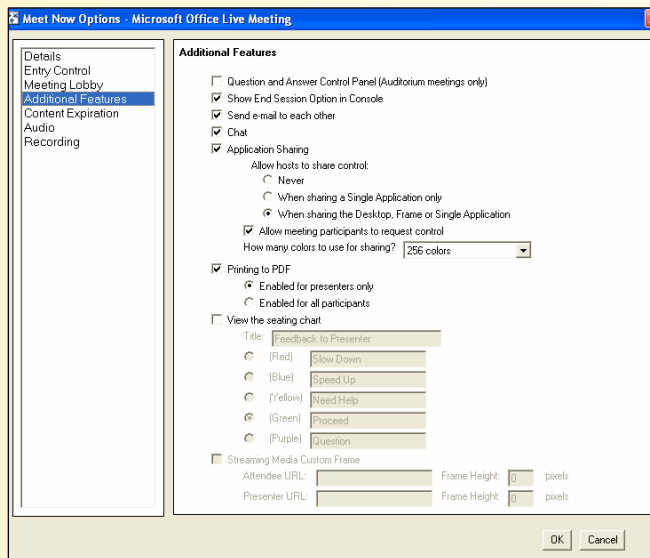 Meet Now Options - Microsoft Office Live Meeting
Details
Entry Control
Meeting Lobby
Additional Features
Content Expiration
Audio
Recording
Additional Features
Question and Answer Control Panel (Auditorium meetings only)
Show End Session Option in Console
Send e-mail to each other
Chat
Application Sharing
Allow hosts to share control:
Never
When sharing a Single Application only
When sharing the Desktop, Frame or Single Application
Allow meeting participants to request control
How many colors to use for sharing? 256 colors
Printing to PDF
Enabled for presenters only
Enabled for all participants
View the seating chart
Title: Feedback to Presenter
(Red) Slow Down
(Blue) Speed Up
(Yellow) Need Help
(Green) Proceed
(Purple) Question
Streaming Media Custom Frame
Attendee URL: Frame Height: 0 pixels
Presenter URL: Frame Height: 0 pixels
OK Cancel